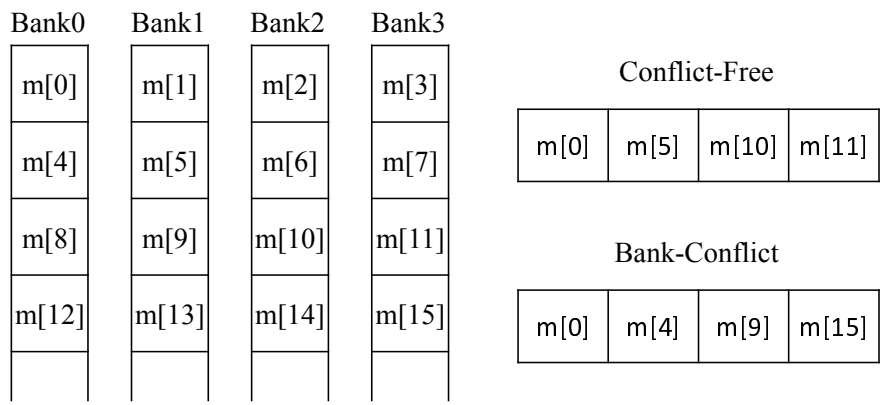 Bank0 Bank1 Bank2 Bank3
m[0] m[1] m[2] m[3]
m[4] m[5] m[6] m[7]
m[8] m[9] m[10] m[11]
m[12] m[13] m[14] m[15]
Conflict-Free
m[0] m[5] m[10] m[11]
Bank-Conflict
m[0] m[4] m[9] m[15]